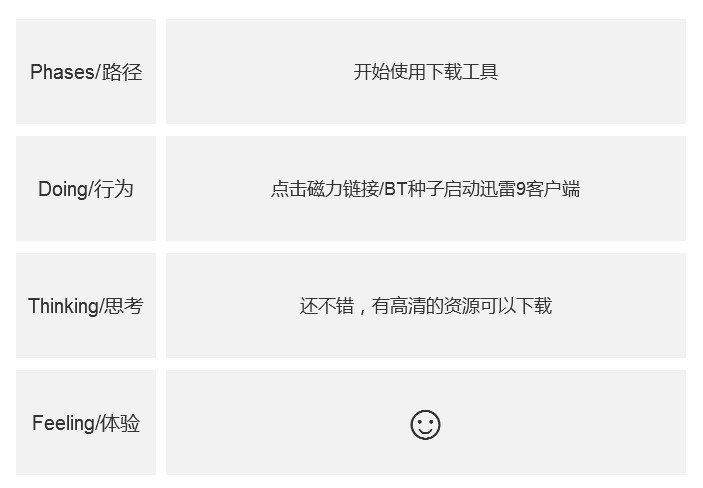 Phases/路径
开始使用下载工具
Doing/行为
点击磁力链接/BT种子启动迅雷9客户端
Thinking/思考
还不错，有高清的资源可以下载
Feeling/体验